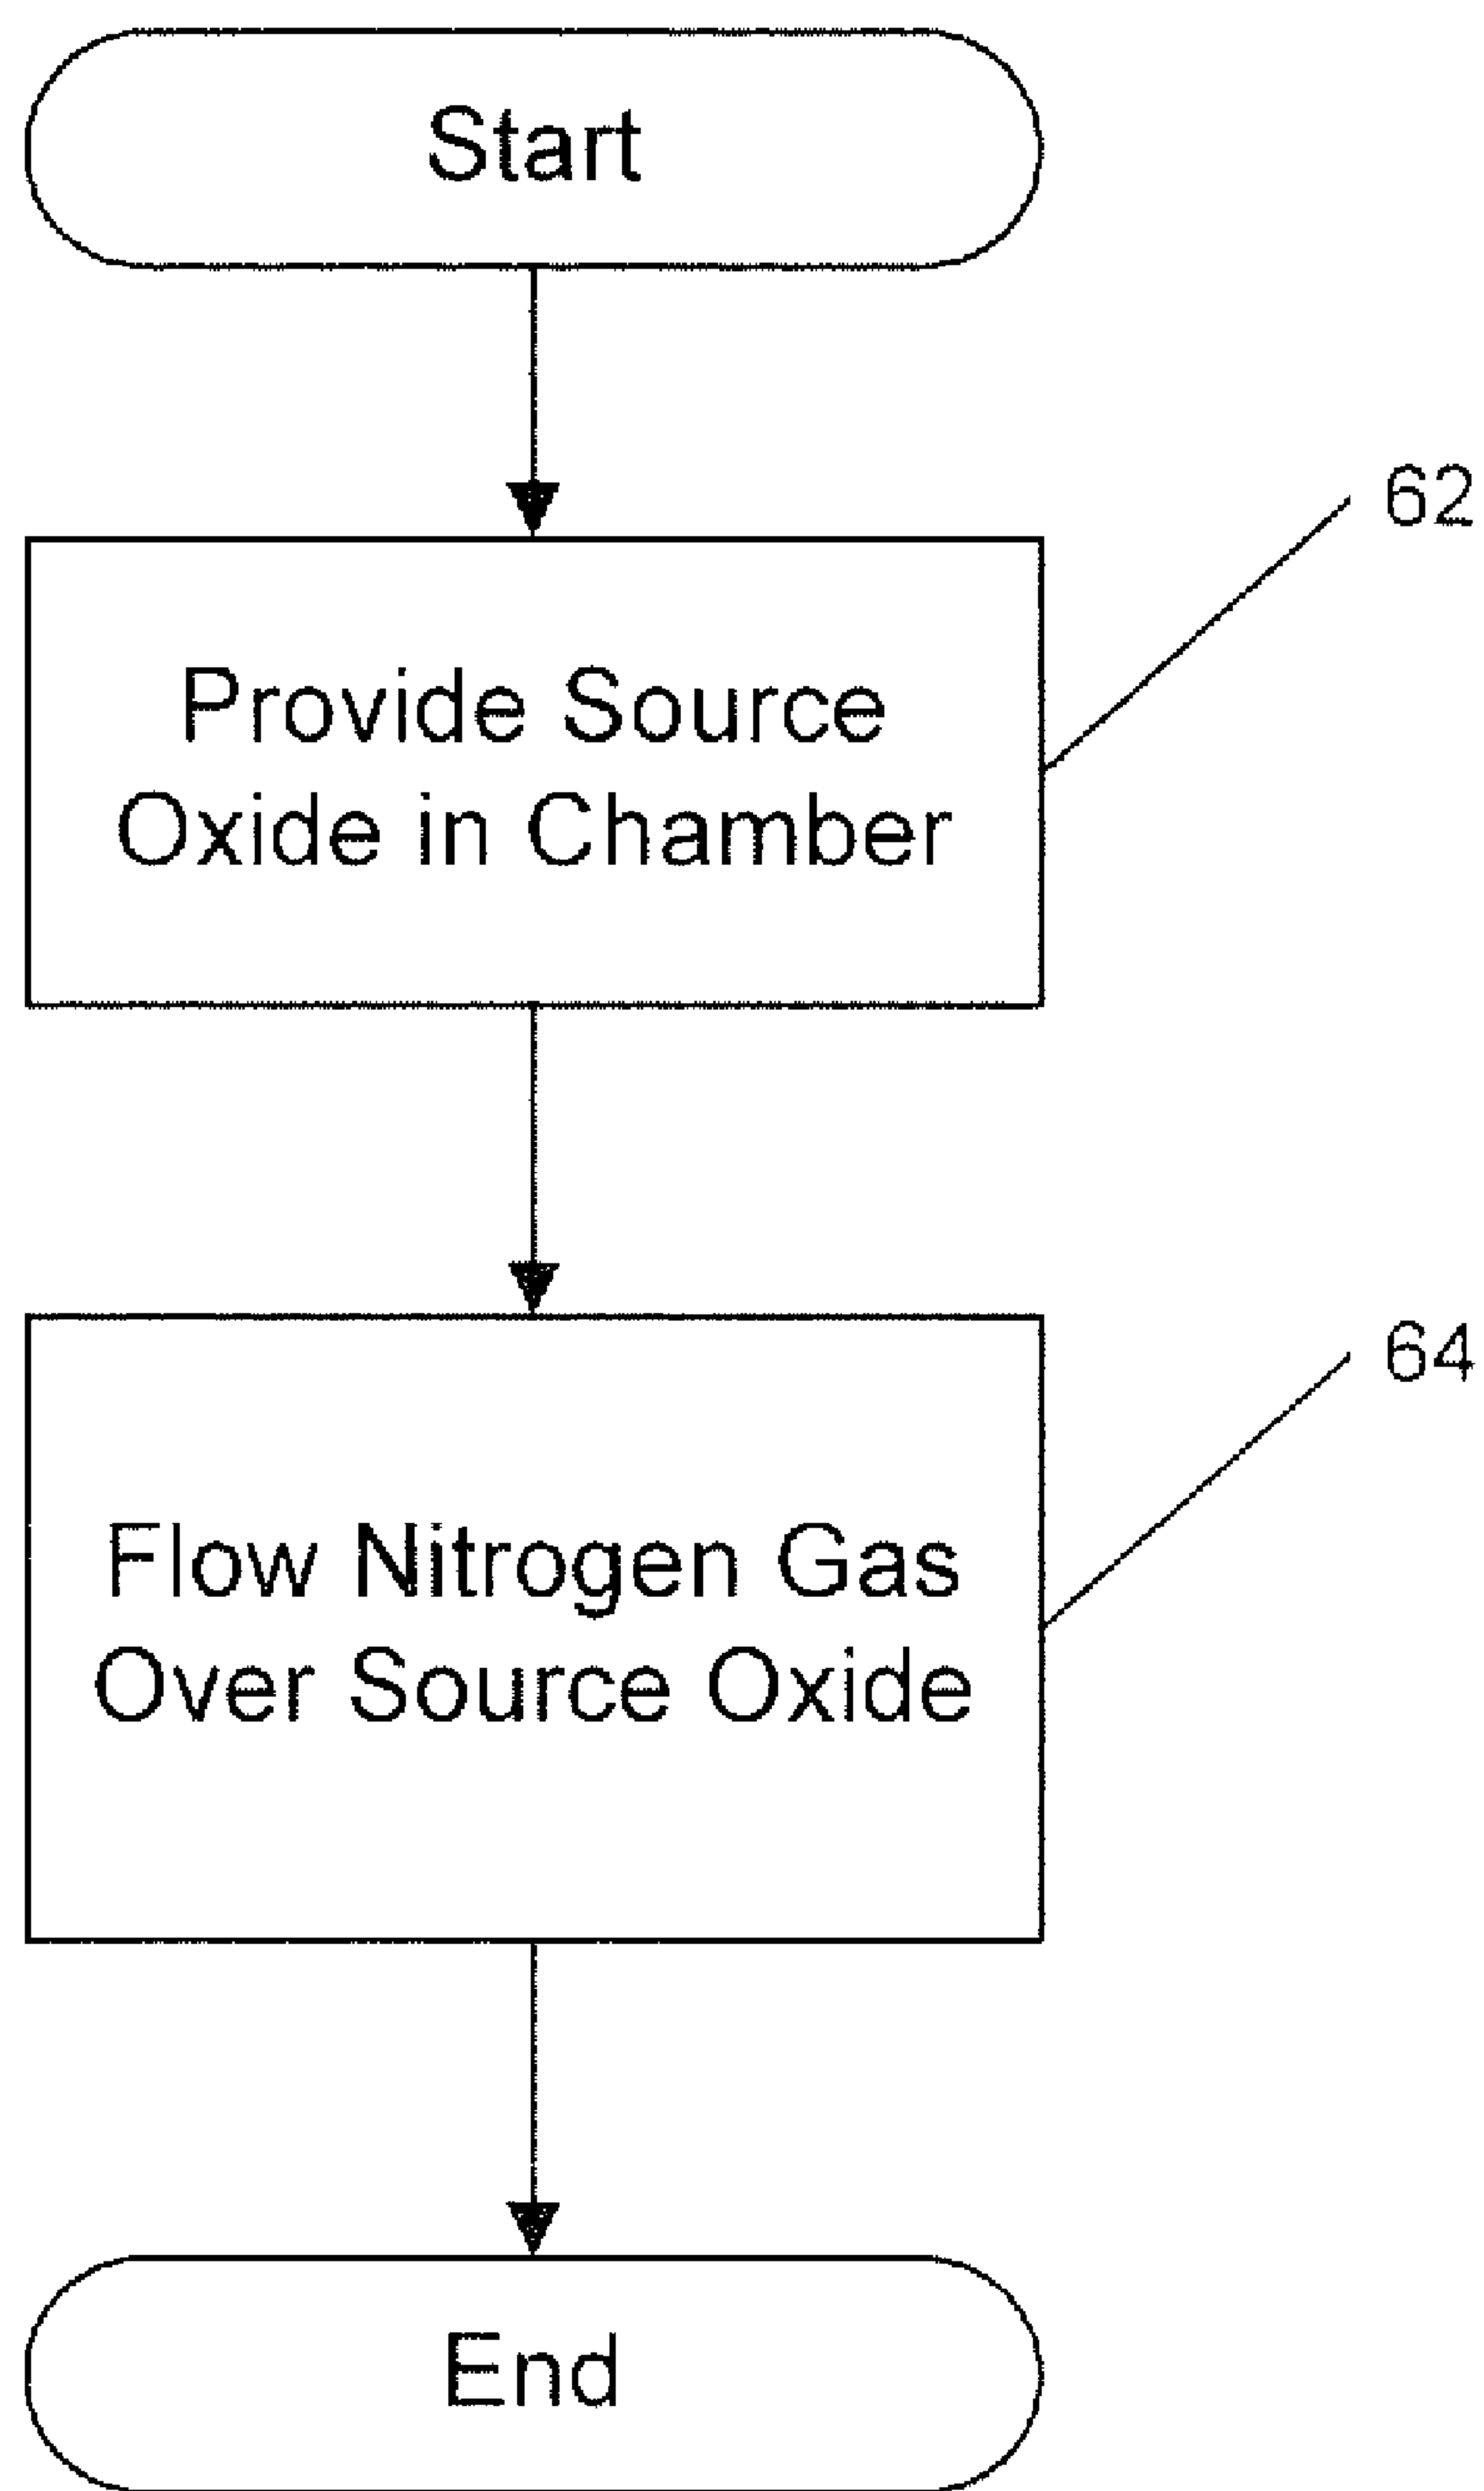 Start
62
Provide Source
Oxide in Chamber
64
Flow Nitrogen Gas
Over Source Oxide
End